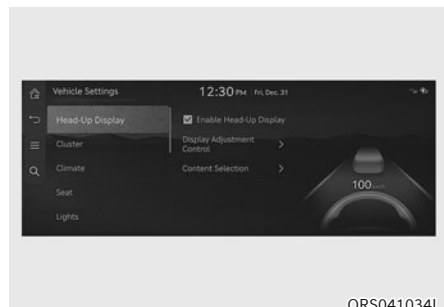 Vehicle Settings
12:30 PM Fri, Dec. 31
Head-Up Display
Enable Head-Up Display
Cluster
Display Adjustment
Control
Climate
Content Selection
Seat
100
Lights
ORS041034L